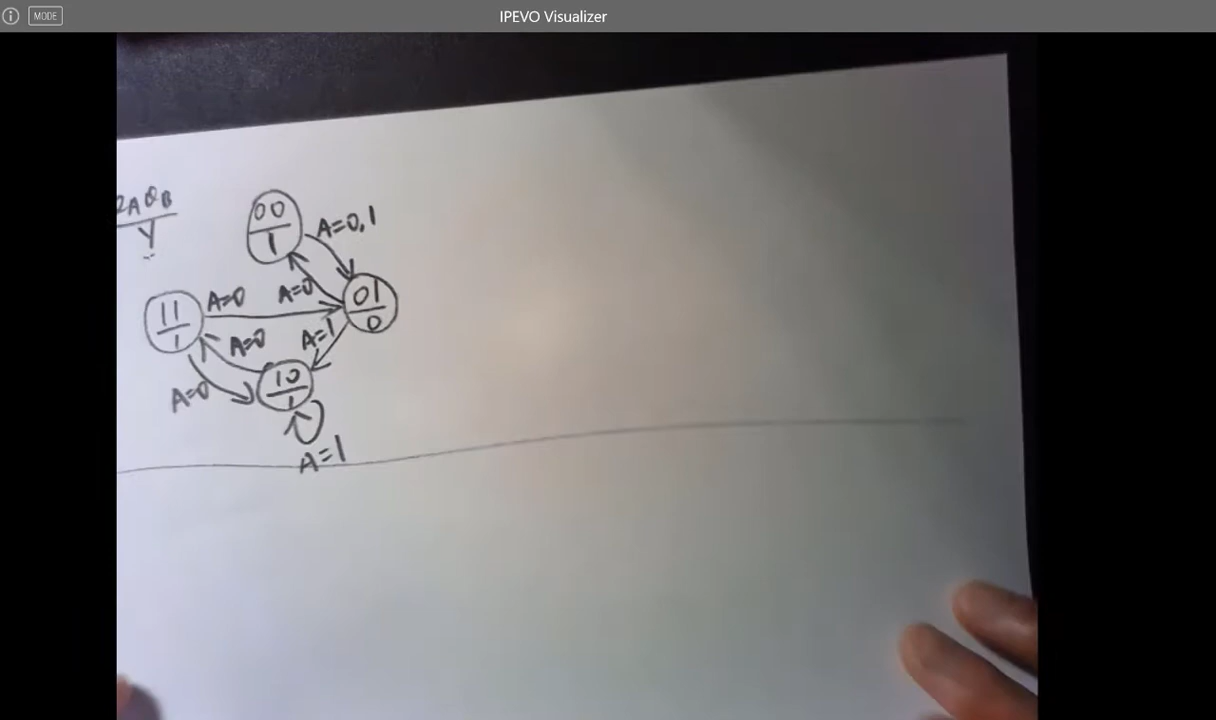 MODE
IPEVO Visualizer
QAQB
Y
00
1
A=0,1
11
1
A=0
A=0
01
0
A=0
A=1
10
1
A=0
A=1